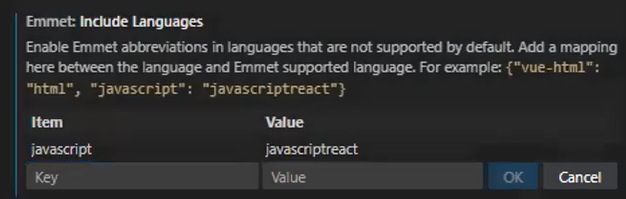 Emmet: Include Languages
Enable Emmet abbreviations in languages that are not supported by default. Add a mapping
here between the language and Emmet supported language. For example: {"vue-html":
"html", "javascript": "javascriptreact"}
Item Value
javascript javascriptreact
Key Value OK Cancel